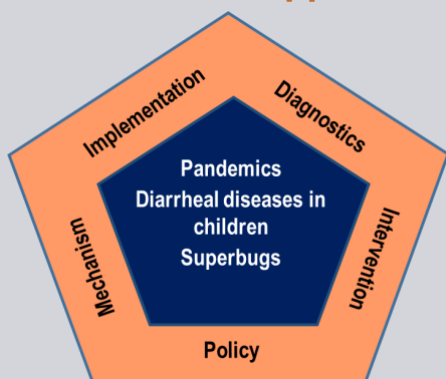 Implementation
Diagnostics
Pandemics
Diarrheal diseases in
children
Superbugs
Mechanism
Intervention
Policy